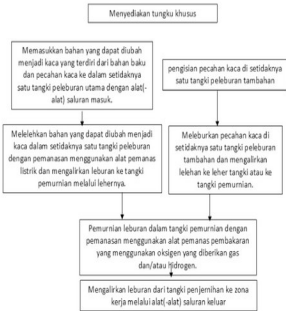 Menyediakan tungku khusus
Memasukkan bahan yang dapat diubah
menjadi kaca yang terdiri dari bahan baku
dan pecahan kaca ke dalam setidaknya
satu tangki peleburan utama dengan alat(-
alat) saluran masuk.
pengisian pecahan kaca di setidaknya
satu tangki peleburan tambahan
Melelehkan bahan yang dapat diubah menjadi
kaca dalam setidaknya satu tangki peleburan
dengan pemanasan menggunakan alat pemanas
listrik dan mengalirkan leburan ke tangki
pemurnian melalui lehernya.
Meleburkan pecahan kaca di
setidaknya satu tangki peleburan
tambahan dan mengalirkan
lelehan ke leher tangki atau ke
tangki pemurnian.
Pemurnian leburan dalam tangki pemurnian dengan
pemanasan menggunakan alat pemanas pembakaran
yang menggunakan oksigen yang diberikan gas
dan/atau hidrogen.
Mengalirkan leburan dari tangki penjernihan ke zona
kerja melalui alat(-alat) saluran keluar